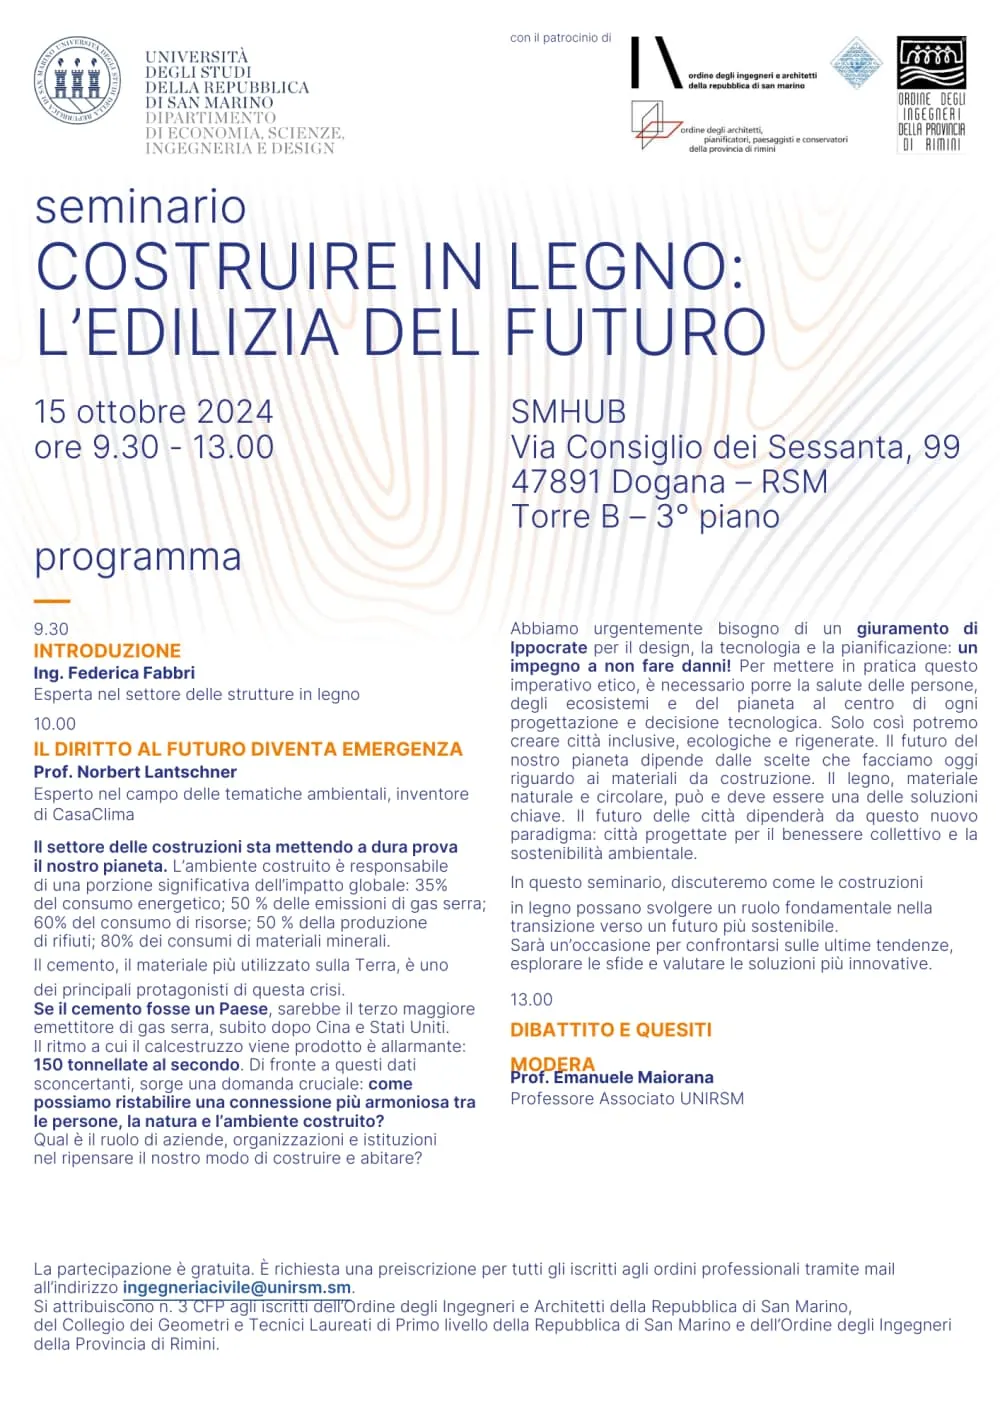 UNIVERSITÀ
DEGLI STUDI
DELLA REPUBBLICA
DI SAN MARINO
DIPARTIMENTO
DI ECONOMIA, SCIENZE,
INGEGNERIA E DESIGN
con il patrocinio di
ordine degli ingegneri e architetti
della repubblica di san marino
ordine degli architetti,
pianificatori, paesaggisti e conservatori
della provincia di rimini
ORDINE DEGLI
INGEGNERI
DELLA PROVINCIA
DI RIMINI
seminario
COSTRUIRE IN LEGNO:
L'EDILIZIA DEL FUTURO
15 ottobre 2024
ore 9.30 - 13.00
SMHUB
Via Consiglio dei Sessanta, 99
47891 Dogana – RSM
Torre B – 3° piano
programma
9.30
INTRODUZIONE
Ing. Federica Fabbri
Esperta nel settore delle strutture in legno
10.00
IL DIRITTO AL FUTURO DIVENTA EMERGENZA
Prof. Norbert Lantschner
Esperto nel campo delle tematiche ambientali, inventore
di CasaClima
Il settore delle costruzioni sta mettendo a dura prova
il nostro pianeta. L'ambiente costruito è responsabile
di una porzione significativa dell'impatto globale: 35%
del consumo energetico; 50 % delle emissioni di gas serra;
60% del consumo di risorse; 50 % della produzione
di rifiuti; 80% dei consumi di materiali minerali.
Il cemento, il materiale più utilizzato sulla Terra, è uno
dei principali protagonisti di questa crisi.
Se il cemento fosse un Paese, sarebbe il terzo maggiore
emettitore di gas serra, subito dopo Cina e Stati Uniti.
Il ritmo a cui il calcestruzzo viene prodotto è allarmante:
150 tonnellate al secondo. Di fronte a questi dati
sconcertanti, sorge una domanda cruciale: come
possiamo ristabilire una connessione più armoniosa tra
le persone, la natura e l'ambiente costruito?
Qual è il ruolo di aziende, organizzazioni e istituzioni
nel ripensare il nostro modo di costruire e abitare?
Abbiamo urgentemente bisogno di un giuramento di
Ippocrate per il design, la tecnologia e la pianificazione: un
impegno a non fare danni! Per mettere in pratica questo
imperativo etico, è necessario porre la salute delle persone,
degli ecosistemi e del pianeta al centro di ogni
progettazione e decisione tecnologica. Solo così potremo
creare città inclusive, ecologiche e rigenerate. Il futuro del
nostro pianeta dipende dalle scelte che facciamo oggi
riguardo ai materiali da costruzione. Il legno, materiale
naturale e circolare, può e deve essere una delle soluzioni
chiave. Il futuro delle città dipenderà da questo nuovo
paradigma: città progettate per il benessere collettivo e la
sostenibilità ambientale.
In questo seminario, discuteremo come le costruzioni
in legno possano svolgere un ruolo fondamentale nella
transizione verso un futuro più sostenibile.
Sarà un'occasione per confrontarsi sulle ultime tendenze,
esplorare le sfide e valutare le soluzioni più innovative.
13.00
DIBATTITO E QUESITI
MODERA
Prof. Emanuele Maiorana
Professore Associato UNIRSM
La partecipazione è gratuita. È richiesta una preiscrizione per tutti gli iscritti agli ordini professionali tramite mail
all'indirizzo ingegneriacivile@unirsm.sm.
Si attribuiscono n. 3 CFP agli iscritti dell'Ordine degli Ingegneri e Architetti della Repubblica di San Marino,
del Collegio dei Geometri e Tecnici Laureati di Primo livello della Repubblica di San Marino e dell'Ordine degli Ingegneri
della Provincia di Rimini.